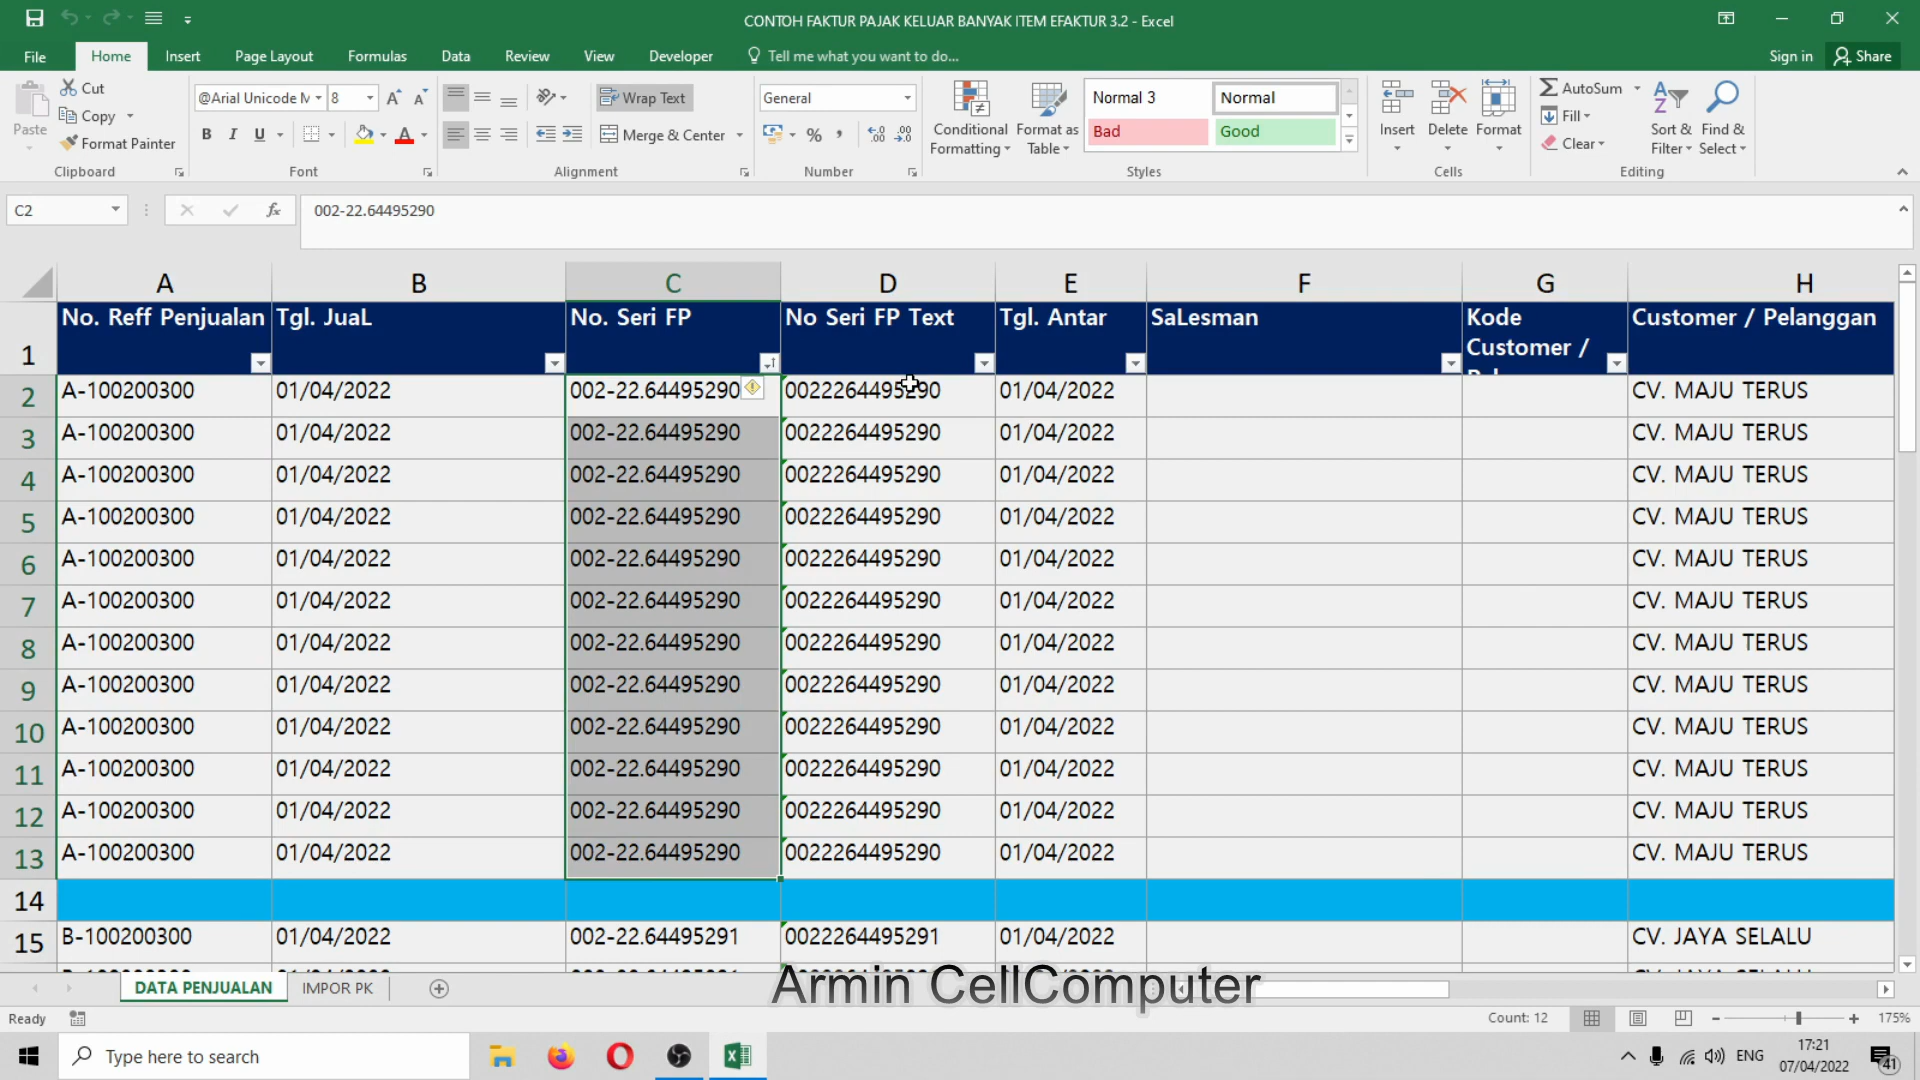 CONTOH FAKTUR PAJAK KELUAR BANYAK ITEM EFAKTUR 3.2 - Excel
File Home Insert Page Layout Formulas Data Review View Developer Tell me what you want to do... Sign in Share
Paste
Cut
Copy
Format Painter
Clipboard
@Arial Unicode M 8
B I U
Font
Wrap Text
Merge & Center
Alignment
General
Number
Conditional Formatting
Format as Table
Normal 3 Normal
Bad Good
Styles
Insert Delete Format
Cells
AutoSum
Fill
Clear
Sort & Filter
Find & Select
Editing
C2 fx 002-22.64495290
A B C D E F G H
1 No. Reff Penjualan Tgl. JuaL No. Seri FP No Seri FP Text Tgl. Antar SaLesman Kode Customer / Customer / Pelanggan
2 A-100200300 01/04/2022 002-22.64495290 0022264495290 01/04/2022 CV. MAJU TERUS
3 A-100200300 01/04/2022 002-22.64495290 0022264495290 01/04/2022 CV. MAJU TERUS
4 A-100200300 01/04/2022 002-22.64495290 0022264495290 01/04/2022 CV. MAJU TERUS
5 A-100200300 01/04/2022 002-22.64495290 0022264495290 01/04/2022 CV. MAJU TERUS
6 A-100200300 01/04/2022 002-22.64495290 0022264495290 01/04/2022 CV. MAJU TERUS
7 A-100200300 01/04/2022 002-22.64495290 0022264495290 01/04/2022 CV. MAJU TERUS
8 A-100200300 01/04/2022 002-22.64495290 0022264495290 01/04/2022 CV. MAJU TERUS
9 A-100200300 01/04/2022 002-22.64495290 0022264495290 01/04/2022 CV. MAJU TERUS
10 A-100200300 01/04/2022 002-22.64495290 0022264495290 01/04/2022 CV. MAJU TERUS
11 A-100200300 01/04/2022 002-22.64495290 0022264495290 01/04/2022 CV. MAJU TERUS
12 A-100200300 01/04/2022 002-22.64495290 0022264495290 01/04/2022 CV. MAJU TERUS
13 A-100200300 01/04/2022 002-22.64495290 0022264495290 01/04/2022 CV. MAJU TERUS
14
15 B-100200300 01/04/2022 002-22.64495291 0022264495291 01/04/2022 CV. JAYA SELALU
DATA PENJUALAN IMPOR PK
Armin CellComputer
Ready Count: 12 175%
Type here to search
ENG 17:21
07/04/2022
41